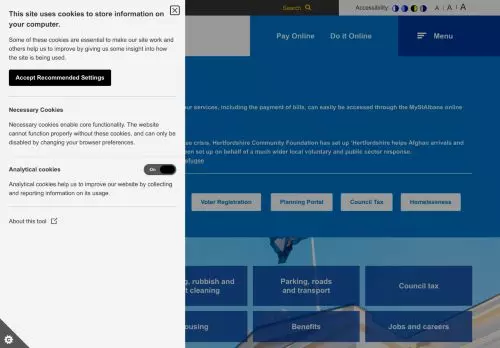 This site uses cookies to store information on
your computer.
Some of these cookies are essential to make our site work and
others help us to improve by giving us some insight into how
the site is being used.
Accept Recommended Settings
Necessary Cookies
Necessary cookies enable core functionality. The website
cannot function properly without these cookies, and can only be
disabled by changing your browser preferences.
Analytical cookies
On
Analytical cookies help us to improve our website by collecting
and reporting information on its usage.
About this tool
Search
Accessibility:
A A A
Pay Online
Do it Online
Menu
our services, including the payment of bills, can easily be accessed through the MyStAlbans online
crisis. Hertfordshire Community Foundation has set up 'Hertfordshire helps Afghan arrivals and
een set up on behalf of a much wider local voluntary and public sector response.
efugee
Voter Registration
Planning Portal
Council Tax
Homelessness
g, rubbish and
t cleaning
Parking, roads
and transport
Council tax
ousing
Benefits
Jobs and careers